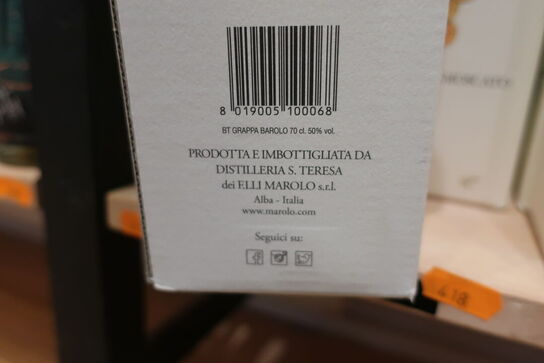 8 019005 100068
BT GRAPPA BAROLO 70 cl. 50% vol.
PRODOTTA E IMBOTTIGLIATA DA
DISTILLERIA S. TERESA
dei F.LLI MAROLO s.r.l.
Alba - Italia
www.marolo.com
Seguici su:
MOSCATO
418